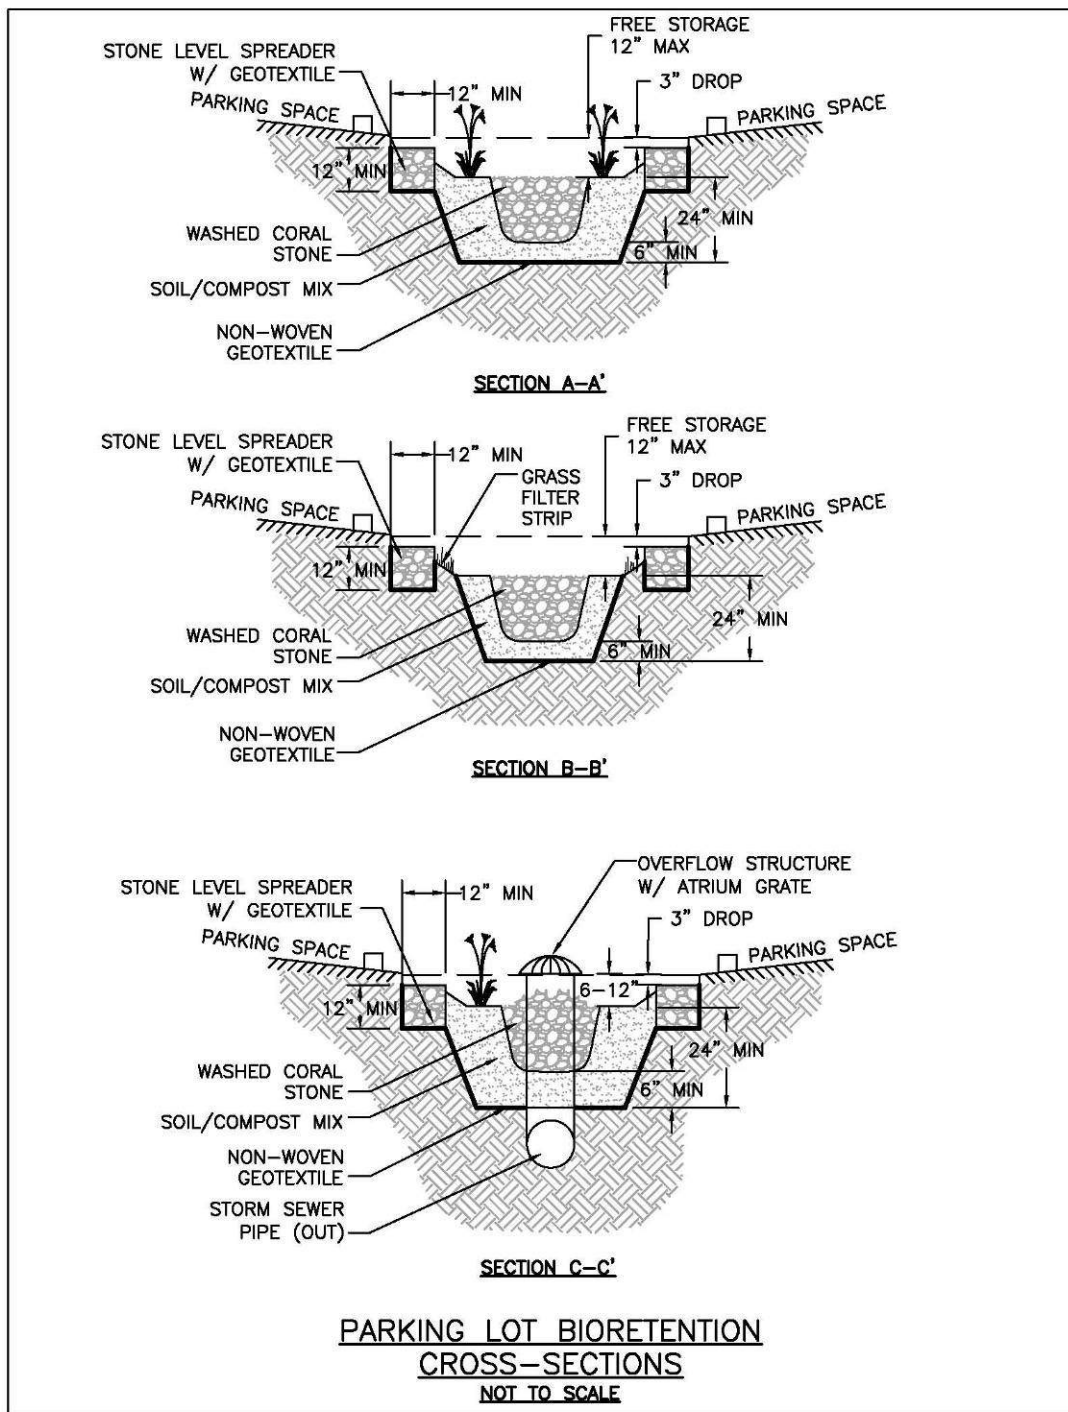 FREE STORAGE
12" MAX
STONE LEVEL SPREADER
W/ GEOTEXTILE
3" DROP
12" MIN
PARKING SPACE
PARKING SPACE
12" MIN
24" MIN
WASHED CORAL
STONE
6" MIN
SOIL/COMPOST MIX
NON-WOVEN
GEOTEXTILE
SECTION A-A'
FREE STORAGE
12" MAX
STONE LEVEL SPREADER
W/ GEOTEXTILE
12" MIN
GRASS
FILTER
STRIP
3" DROP
PARKING SPACE
PARKING SPACE
12" MIN
24" MIN
WASHED CORAL
STONE
6" MIN
SOIL/COMPOST MIX
NON-WOVEN
GEOTEXTILE
SECTION B-B'
OVERFLOW STRUCTURE
W/ ATRIUM GRATE
STONE LEVEL SPREADER
W/ GEOTEXTILE
12" MIN
3" DROP
PARKING SPACE
PARKING SPACE
6-12"
12" MIN
24" MIN
WASHED CORAL
STONE
6" MIN
SOIL/COMPOST MIX
NON-WOVEN
GEOTEXTILE
STORM SEWER
PIPE (OUT)
SECTION C-C'
PARKING LOT BIORETENTION
CROSS-SECTIONS
NOT TO SCALE